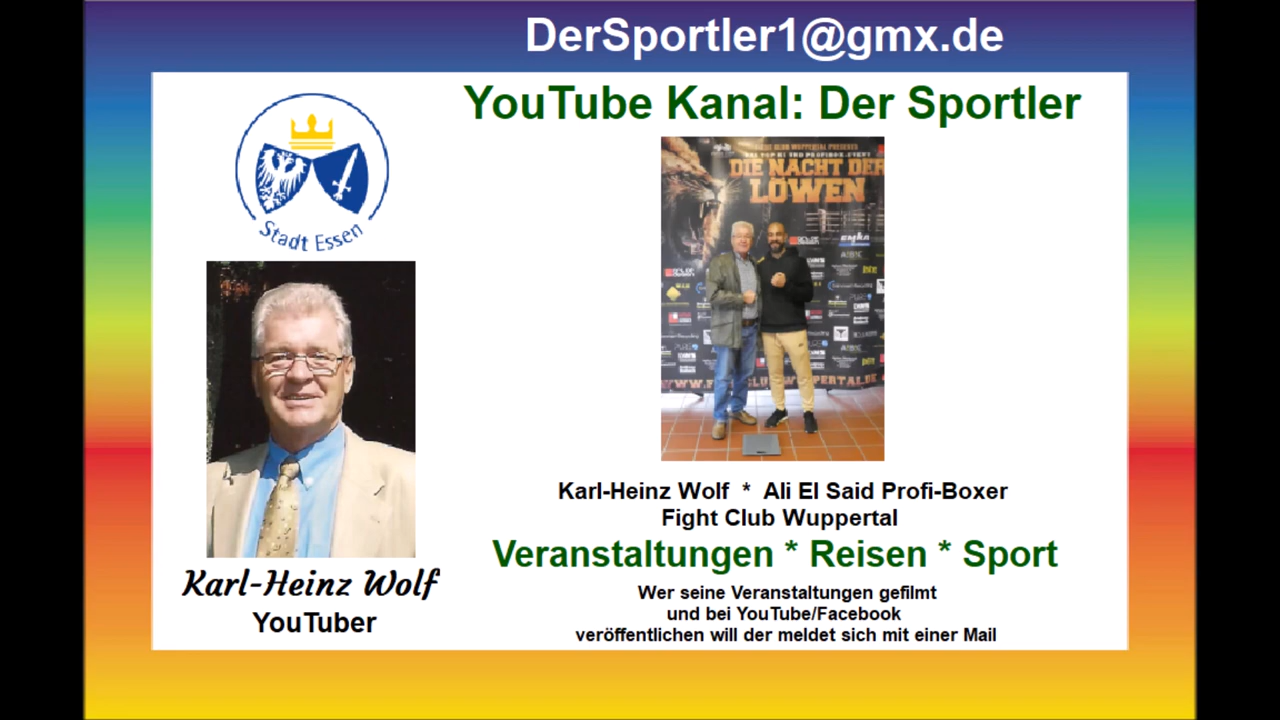 DerSportler1@gmx.de
YouTube Kanal: Der Sportler
Stadt Essen
DIE NACHT DER
LÖWEN
Karl-Heinz Wolf * Ali El Said Profi-Boxer
Fight Club Wuppertal
Veranstaltungen * Reisen * Sport
Karl-Heinz Wolf
YouTuber
Wer seine Veranstaltungen gefilmt
und bei YouTube/Facebook
veröffentlichen will der meldet sich mit einer Mail